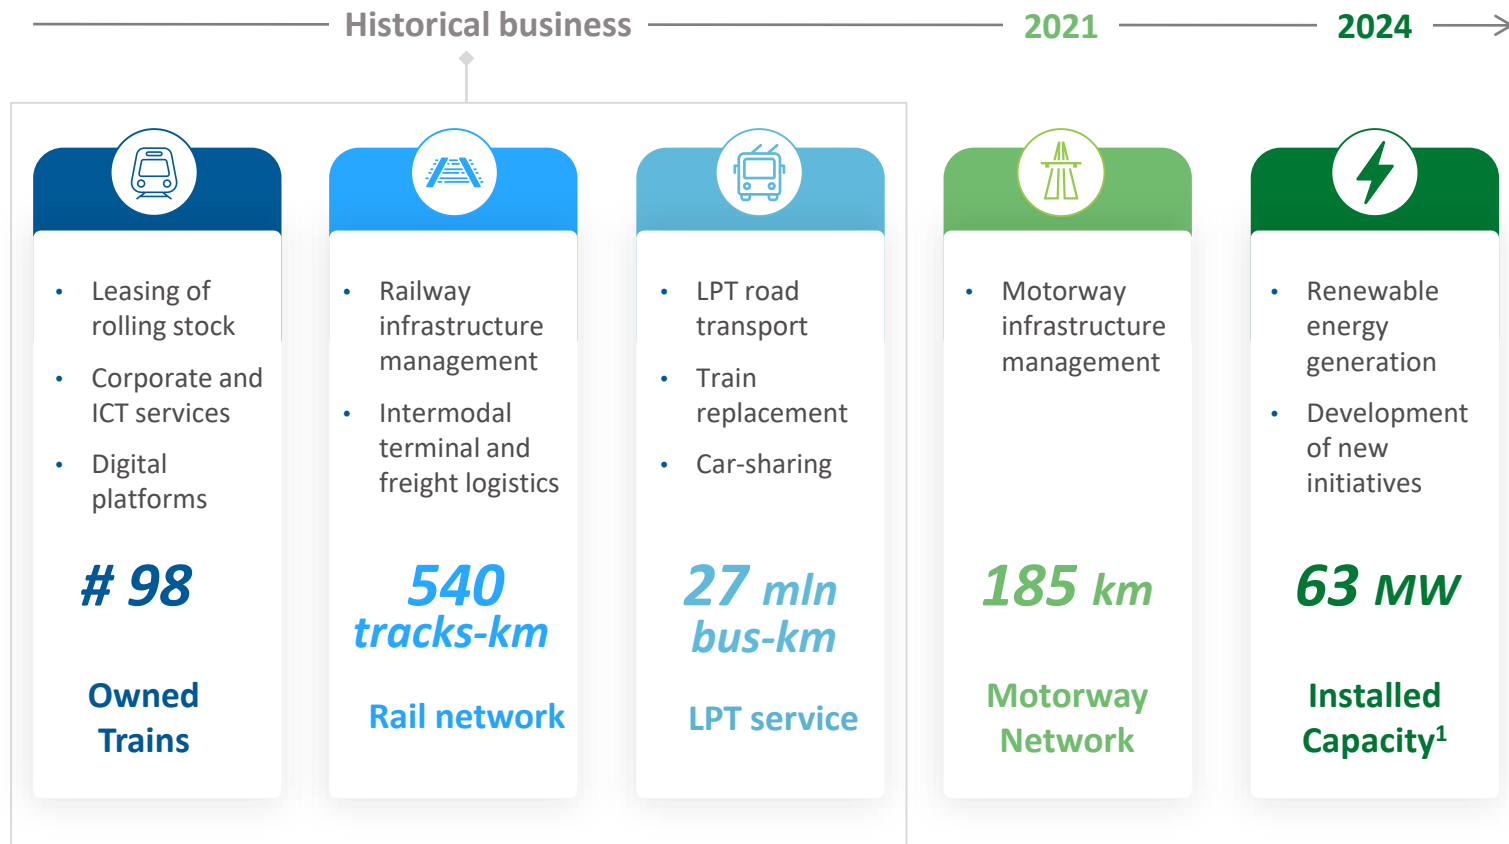 Historical business
2021
2024
• Leasing of
rolling stock
• Corporate and
ICT services
• Digital
platforms
# 98
Owned
Trains
• Railway
infrastructure
management
• Intermodal
terminal and
freight logistics
540
tracks-km
Rail network
• LPT road
transport
• Train
replacement
• Car-sharing
27 mln
bus-km
LPT service
• Motorway
infrastructure
management
185 km
Motorway
Network
• Renewable
energy
generation
• Development
of new
initiatives
63 MW
Installed
Capacity¹